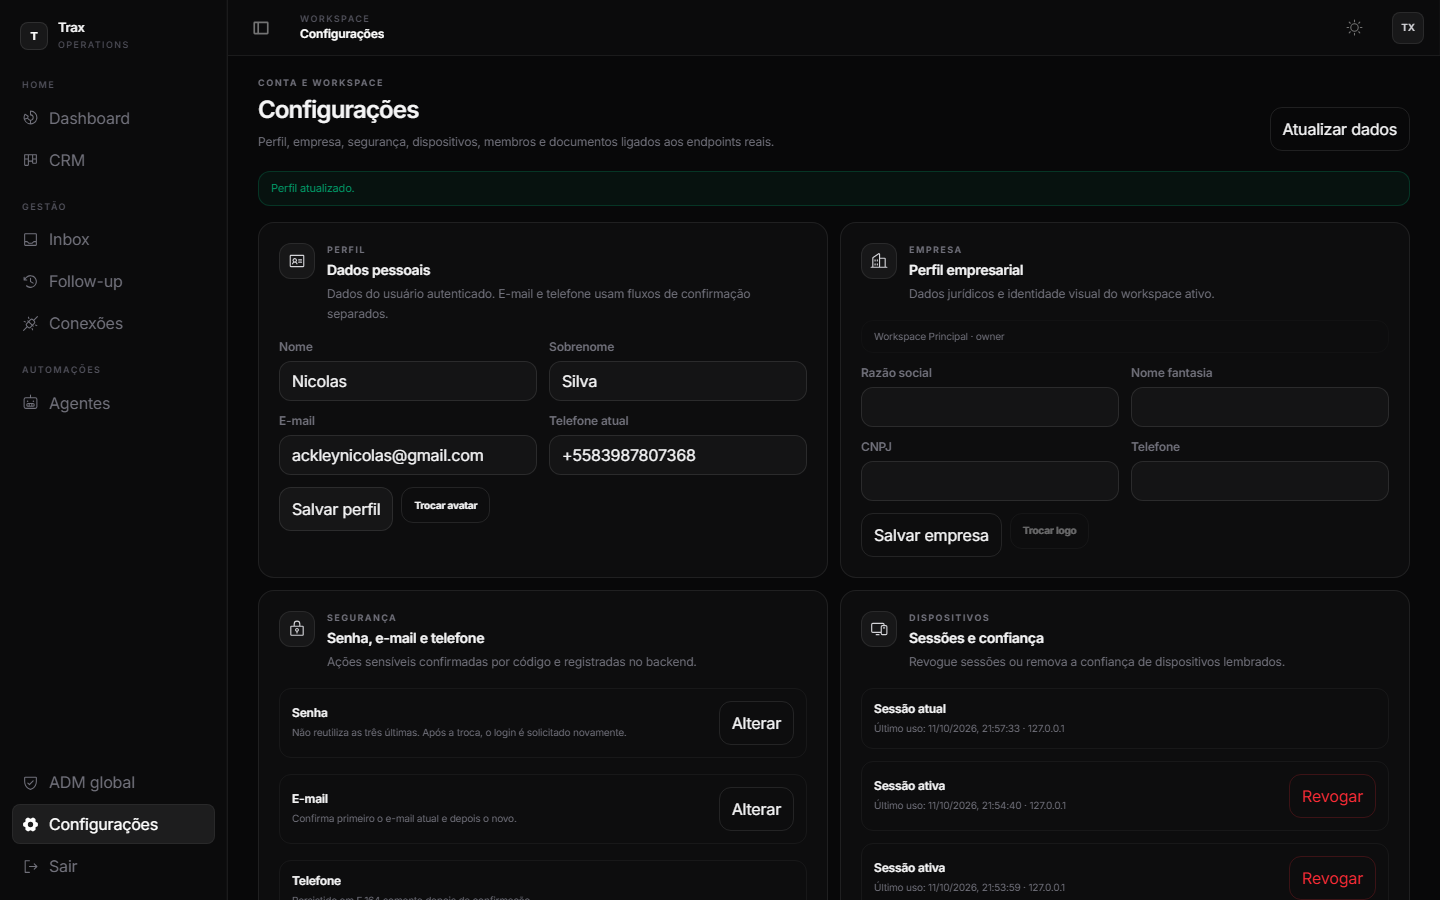 T
Trax
OPERATIONS
HOME
Dashboard
CRM
GESTÃO
Inbox
Follow-up
Conexões
AUTOMAÇÕES
Agentes
ADM global
Configurações
Sair
WORKSPACE
Configurações
TX
CONTA E WORKSPACE
Configurações
Perfil, empresa, segurança, dispositivos, membros e documentos ligados aos endpoints reais.
Atualizar dados
Perfil atualizado.
PERFIL
Dados pessoais
Dados do usuário autenticado. E-mail e telefone usam fluxos de confirmação
separados.
Nome
Sobrenome
Nicolas
Silva
E-mail
Telefone atual
ackleynicolas@gmail.com
+5583987807368
Salvar perfil
Trocar avatar
EMPRESA
Perfil empresarial
Dados jurídicos e identidade visual do workspace ativo.
Workspace Principal · owner
Razão social
Nome fantasia
CNPJ
Telefone
Salvar empresa
Trocar logo
SEGURANÇA
Senha, e-mail e telefone
Ações sensíveis confirmadas por código e registradas no backend.
Senha
Não reutiliza as três últimas. Após a troca, o login é solicitado novamente.
Alterar
E-mail
Confirma primeiro o e-mail atual e depois o novo.
Alterar
Telefone
Persistido em E.164 somente depois da confirmação.
DISPOSITIVOS
Sessões e confiança
Revogue sessões ou remova a confiança de dispositivos lembrados.
Sessão atual
Último uso: 11/10/2026, 21:57:33 · 127.0.0.1
Sessão ativa
Último uso: 11/10/2026, 21:54:40 · 127.0.0.1
Revogar
Sessão ativa
Último uso: 11/10/2026, 21:53:59 · 127.0.0.1
Revogar